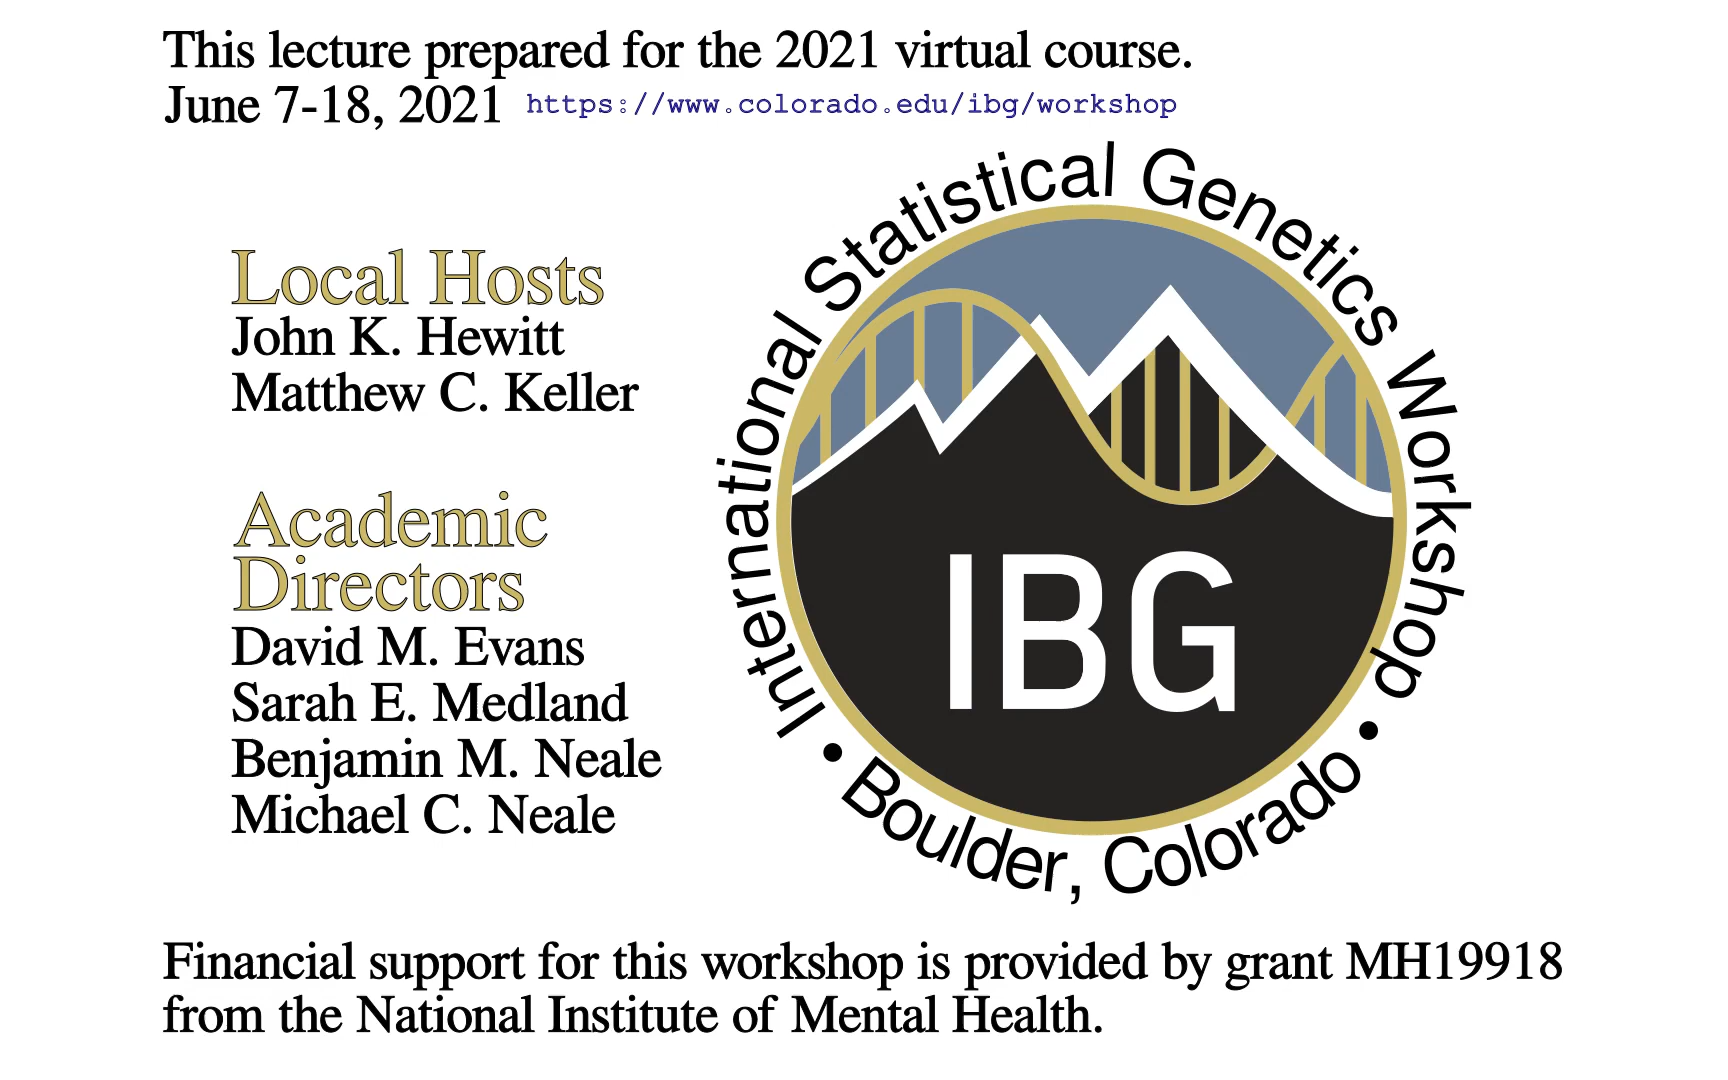 This lecture prepared for the 2021 virtual course.
June 7-18, 2021 https://www.colorado.edu/ibg/workshop
Local Hosts
John K. Hewitt
Matthew C. Keller
Academic
Directors
David M. Evans
Sarah E. Medland
Benjamin M. Neale
Michael C. Neale
International Statistical Genetics Workshop
• Boulder, Colorado •
IBG
Financial support for this workshop is provided by grant MH19918
from the National Institute of Mental Health.